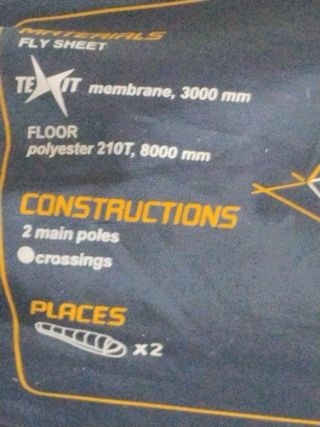 MATERIALS
FLY SHEET
TEXIT membrane, 3000 mm
FLOOR
polyester 210T, 8000 mm
CONSTRUCTIONS
2 main poles
crossings
PLACES
x2